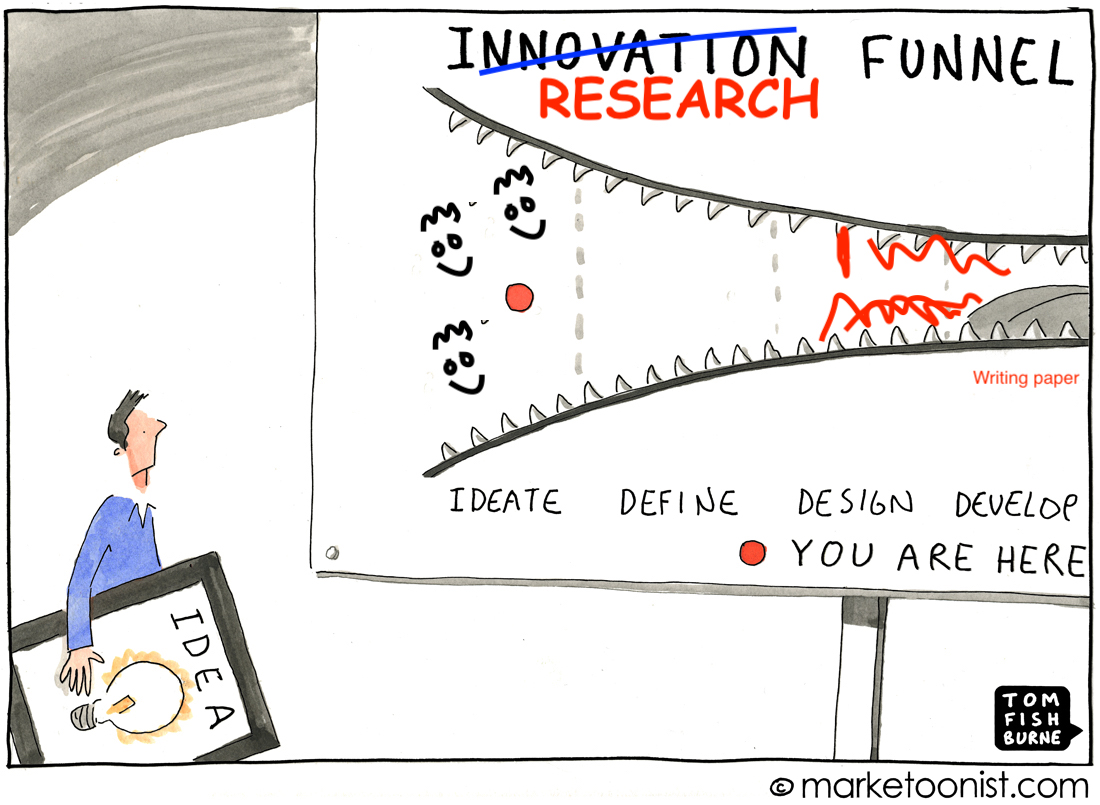 INNOVATION FUNNEL
RESEARCH
Writing paper
IDEATE DEFINE DESIGN DEVELOP
YOU ARE HERE
IDEA
TOM
FISH
BURNE
© marketoonist.com